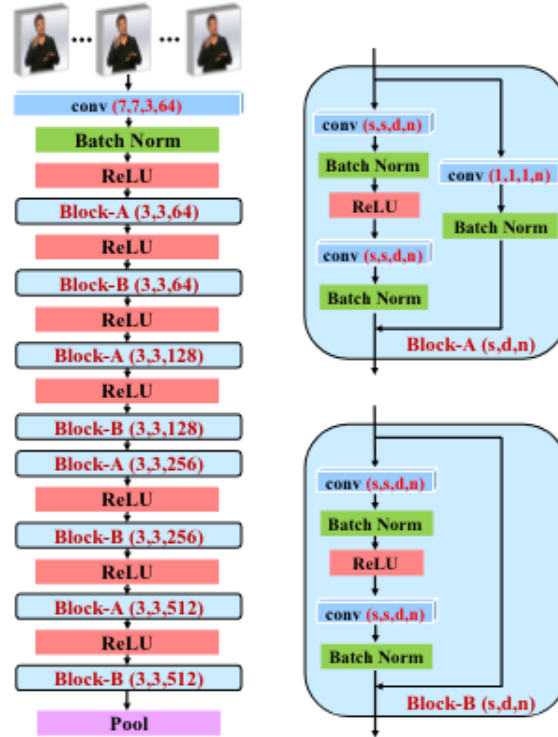 ... ...
conv (7,7,3,64)
Batch Norm
ReLU
Block-A (3,3,64)
ReLU
Block-B (3,3,64)
ReLU
Block-A (3,3,128)
ReLU
Block-B (3,3,128)
Block-A (3,3,256)
ReLU
Block-B (3,3,256)
ReLU
Block-A (3,3,512)
ReLU
Block-B (3,3,512)
Pool
conv (s,s,d,n)
Batch Norm
ReLU
conv (s,s,d,n)
Batch Norm
conv (1,1,1,n)
Batch Norm
Block-A (s,d,n)
conv (s,s,d,n)
Batch Norm
ReLU
conv (s,s,d,n)
Batch Norm
Block-B (s,d,n)